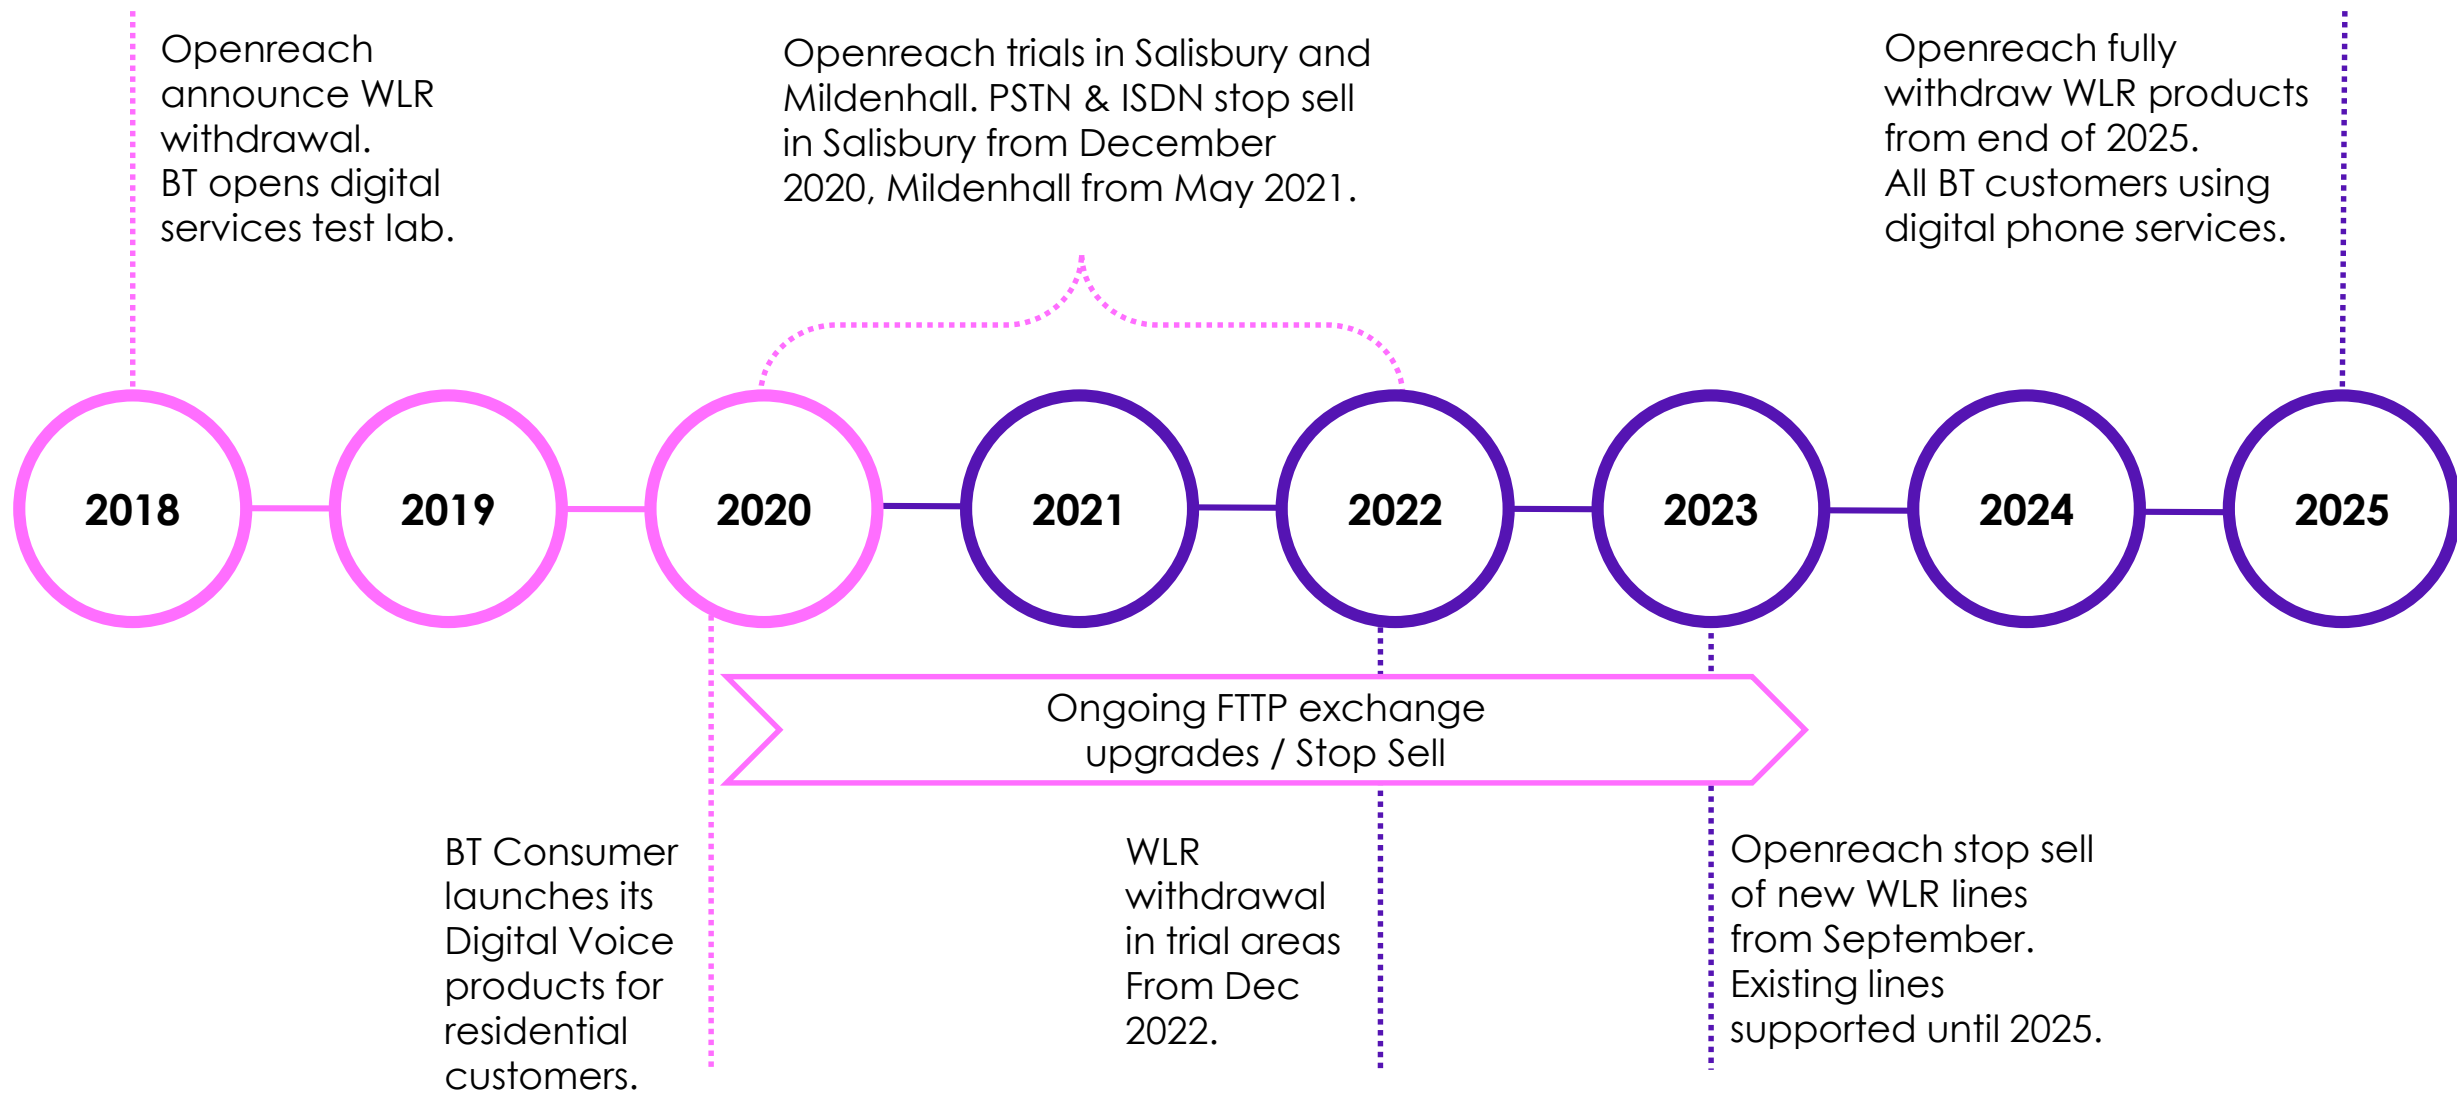 Openreach
announce WLR
withdrawal.
BT opens digital
services test lab.
Openreach trials in Salisbury and
Mildenhall. PSTN & ISDN stop sell
in Salisbury from December
2020, Mildenhall from May 2021.
Openreach fully
withdraw WLR products
from end of 2025.
All BT customers using
digital phone services.
2018
2019
2020
2021
2022
2023
2024
2025
Ongoing FTTP exchange
upgrades / Stop Sell
BT Consumer
launches its
Digital Voice
products for
residential
customers.
WLR
withdrawal
in trial areas
From Dec
2022.
Openreach stop sell
of new WLR lines
from September.
Existing lines
supported until 2025.